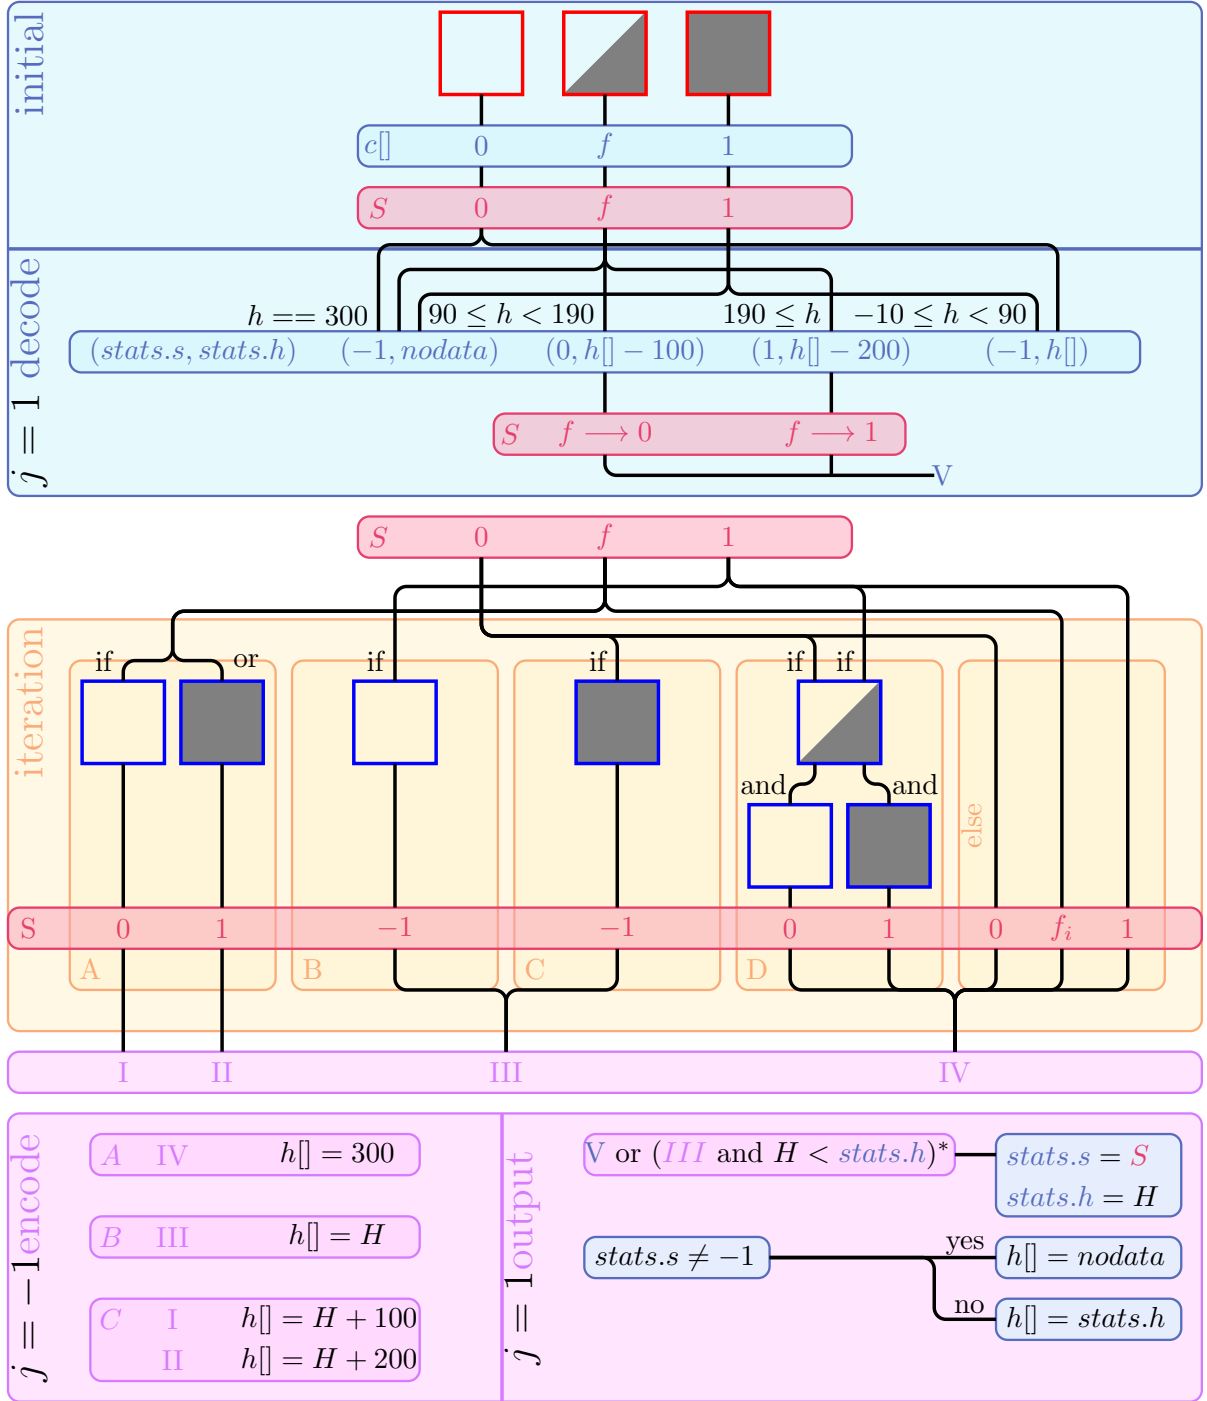 initial
c[] 0 f 1
S 0 f 1
j = 1 decode
h == 300 90 ≤ h < 190 190 ≤ h −10 ≤ h < 90
(stats.s, stats.h) (−1, nodata) (0, h[] − 100) (1, h[] − 200) (−1, h[])
S f ⟶ 0 f ⟶ 1
V
S 0 f 1
iteration
if or if if if if
and and
else
S 0 1 −1 −1 0 1 0 f_i 1
A B C D
I II III IV
j = −1encode
A IV h[] = 300
B III h[] = H
C I h[] = H + 100
II h[] = H + 200
j = 1output
V or (III and H < stats.h)*
stats.s = S
stats.h = H
stats.s ≠ −1
yes
h[] = nodata
no
h[] = stats.h